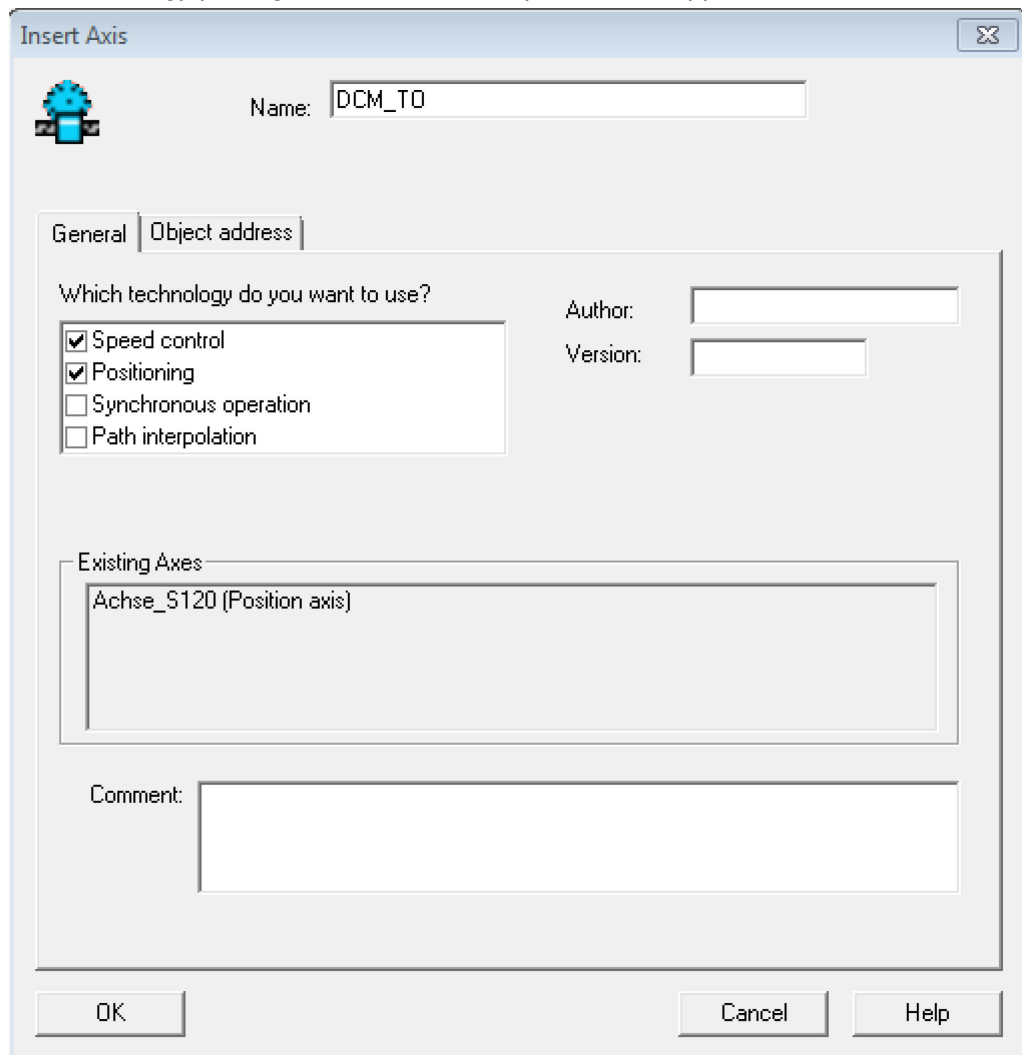 Insert Axis
Name: DCM_TO
General
Object address
Which technology do you want to use?
Speed control
Positioning
Synchronous operation
Path interpolation
Author:
Version:
Existing Axes
Achse_S120 (Position axis)
Comment:
OK
Cancel
Help